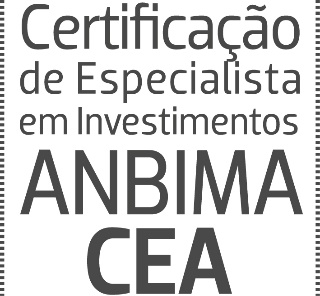 Certificação
de Especialista
em Investimentos
ANBIMA
CEA